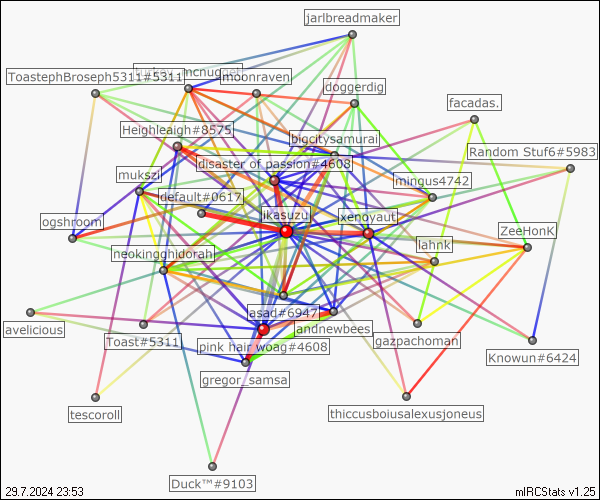 jarlbreadmaker
ToastephBroseph5311#5311
mcnuggets
moonraven
doggerdig
facadas.
Heighleaigh#8575
bigcitysamurai
Random Stuf6#5983
disaster of passion#4608
mukszi
mingus4742
default#0617
ikasuzu
xenoyaut
ogshroom
ZeeHonK
lahnk
neokingghidorah
asad#6947
andnewbees
avelicious
Toast#5311
pink hair woag#4608
gazpachoman
Knowun#6424
gregor_samsa
tescoroll
thiccusboiusalexusjoneus
Duck™#9103
29.7.2024 23:53
mIRCStats v1.25